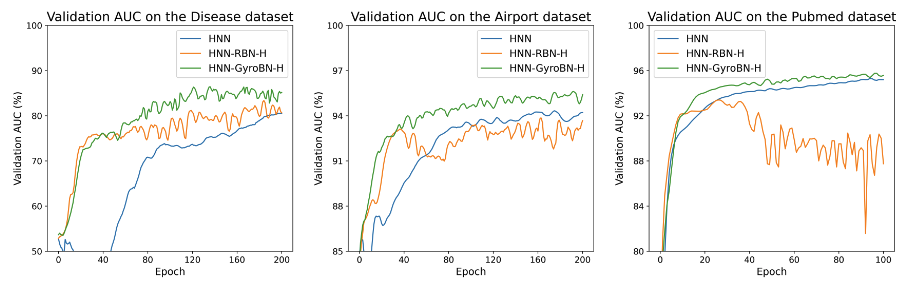 Validation AUC on the Disease dataset
100
90
80
70
60
50
Validation AUC (%)
HNN
HNN-RBN-H
HNN-GyroBN-H
0 40 80 120 160 200
Epoch
Validation AUC on the Airport dataset
100
97
94
91
88
85
Validation AUC (%)
HNN
HNN-RBN-H
HNN-GyroBN-H
0 40 80 120 160 200
Epoch
Validation AUC on the Pubmed dataset
100
96
92
88
84
80
Validation AUC (%)
HNN
HNN-RBN-H
HNN-GyroBN-H
0 20 40 60 80 100
Epoch